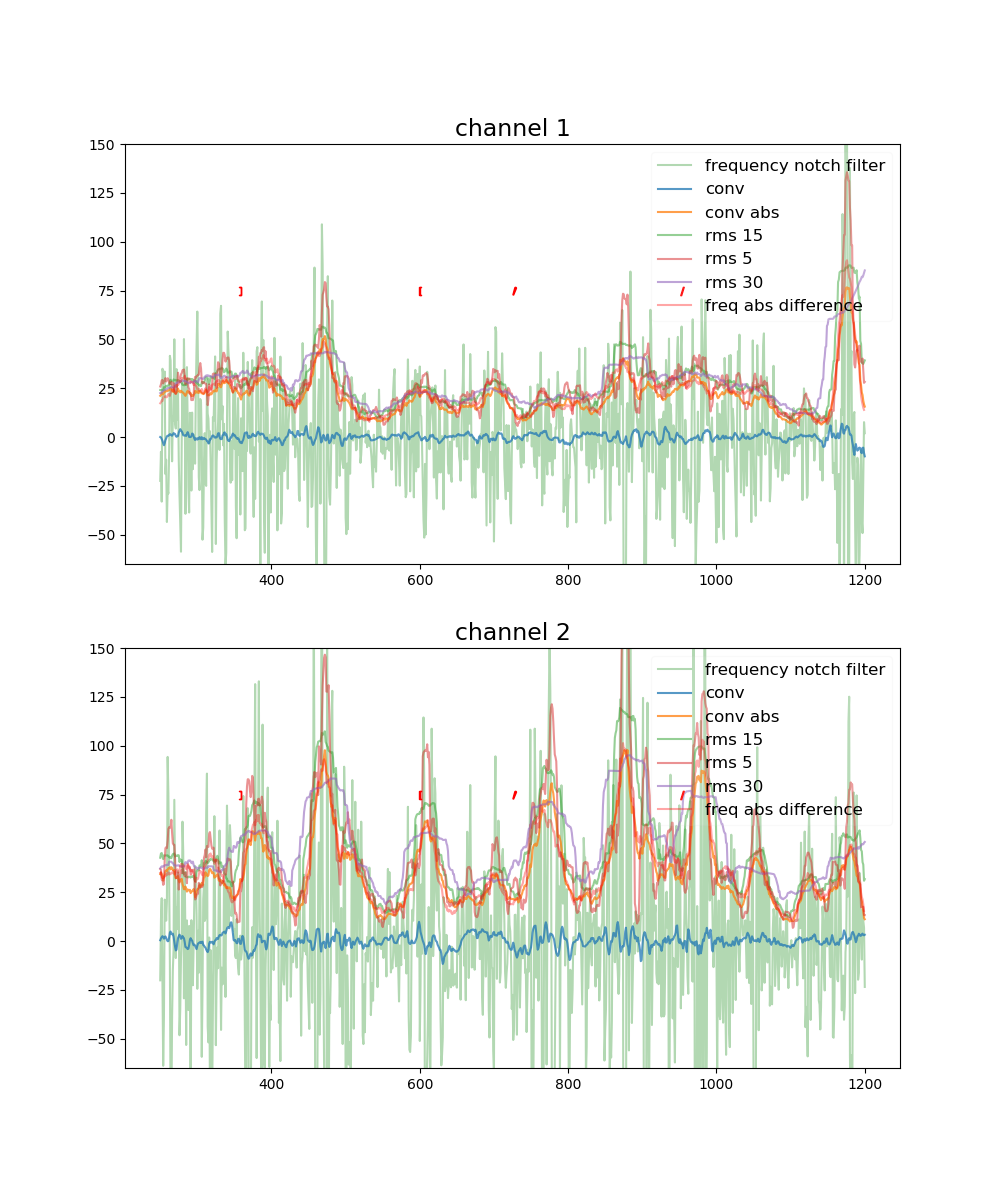 channel 1
150
125
100
75
50
25
0
−25
−50
] [ / /
frequency notch filter
conv
conv abs
rms 15
rms 5
rms 30
freq abs difference
400 600 800 1000 1200
channel 2
150
125
100
75
50
25
0
−25
−50
] [ / /
frequency notch filter
conv
conv abs
rms 15
rms 5
rms 30
freq abs difference
400 600 800 1000 1200